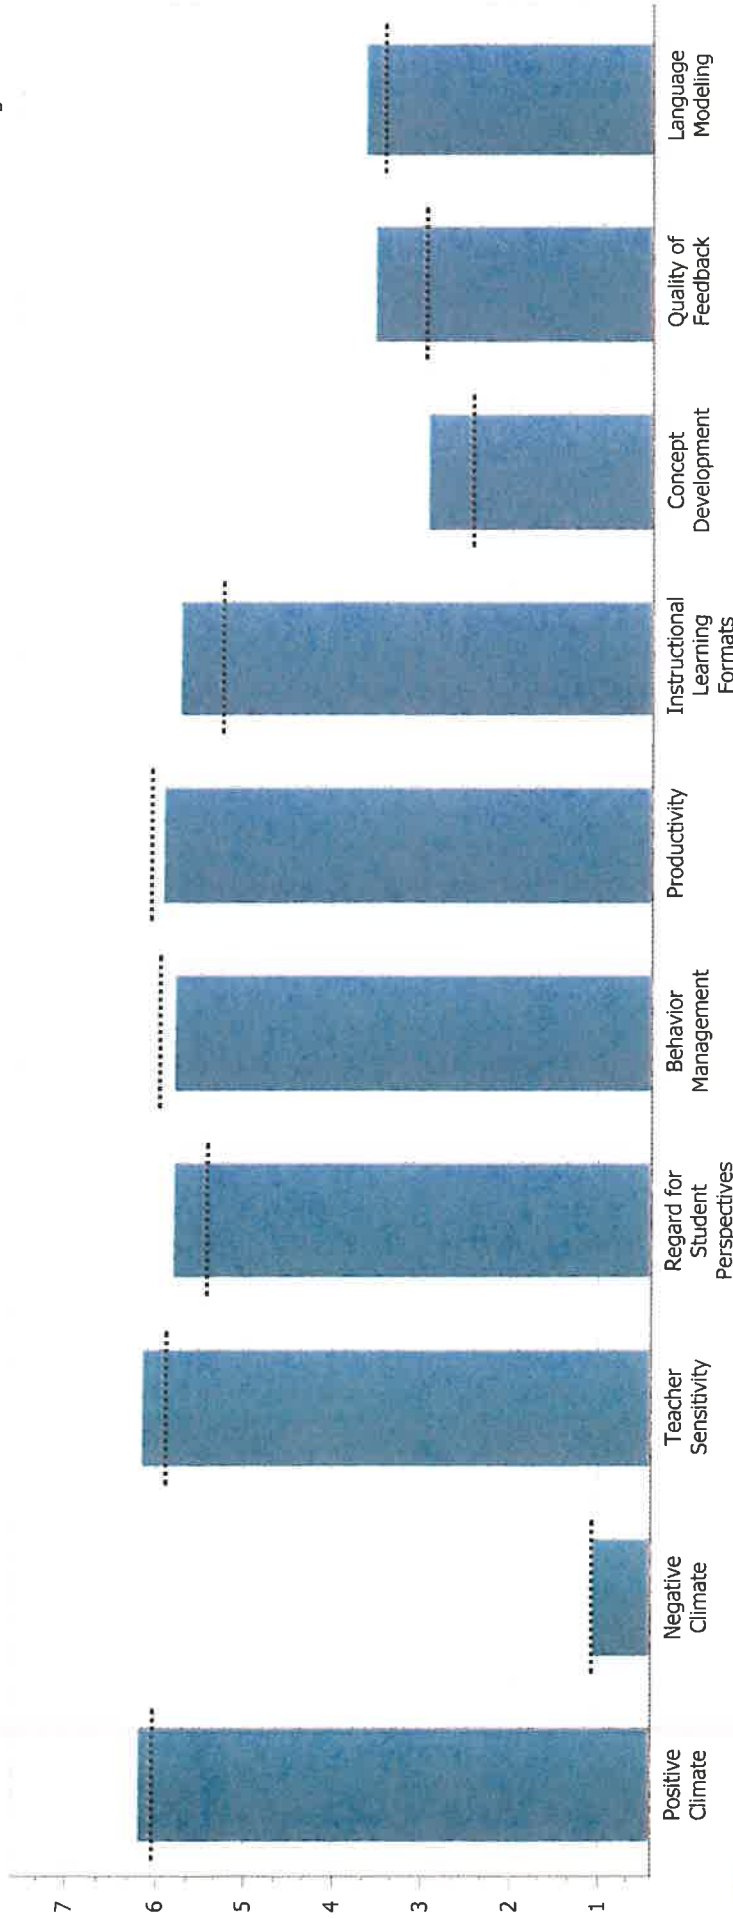 7
6
5
4
3
2
1
Positive
Climate
Negative
Climate
Teacher
Sensitivity
Regard for
Student
Perspectives
Behavior
Management
Productivity
Instructional
Learning
Formats
Concept
Development
Quality of
Feedback
Language
Modeling